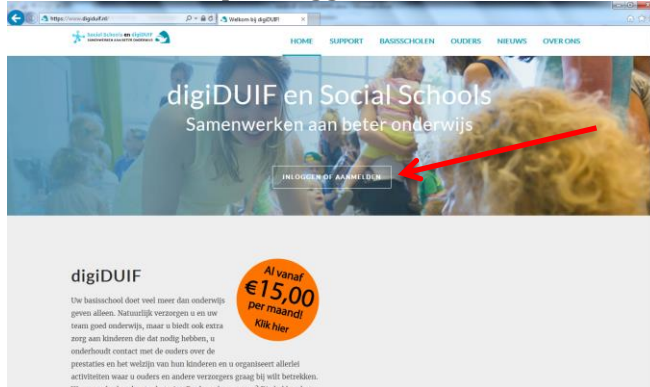 https://www.digiduif.nl/
Welkom bij digiDUIF!
Social Schools en digiDUIF
SAMENWERKEN AAN BETER ONDERWIJS
HOME SUPPORT BASISSCHOLEN OUDERS NIEUWS OVER ONS
digiDUIF en Social Schools
Samenwerken aan beter onderwijs
INLOGGEN OF AANMELDEN
digiDUIF
Al vanaf
€15,00
per maand!
Klik hier
Uw basisschool doet veel meer dan onderwijs
geven alleen. Natuurlijk verzorgen u en uw
team goed onderwijs, maar u biedt ook extra
zorg aan kinderen die dat nodig hebben, u
onderhoudt contact met de ouders over de
prestaties en het welzijn van hun kinderen en u organiseert allerlei
activiteiten waar u ouders en andere verzorgers graag bij wilt betrekken.